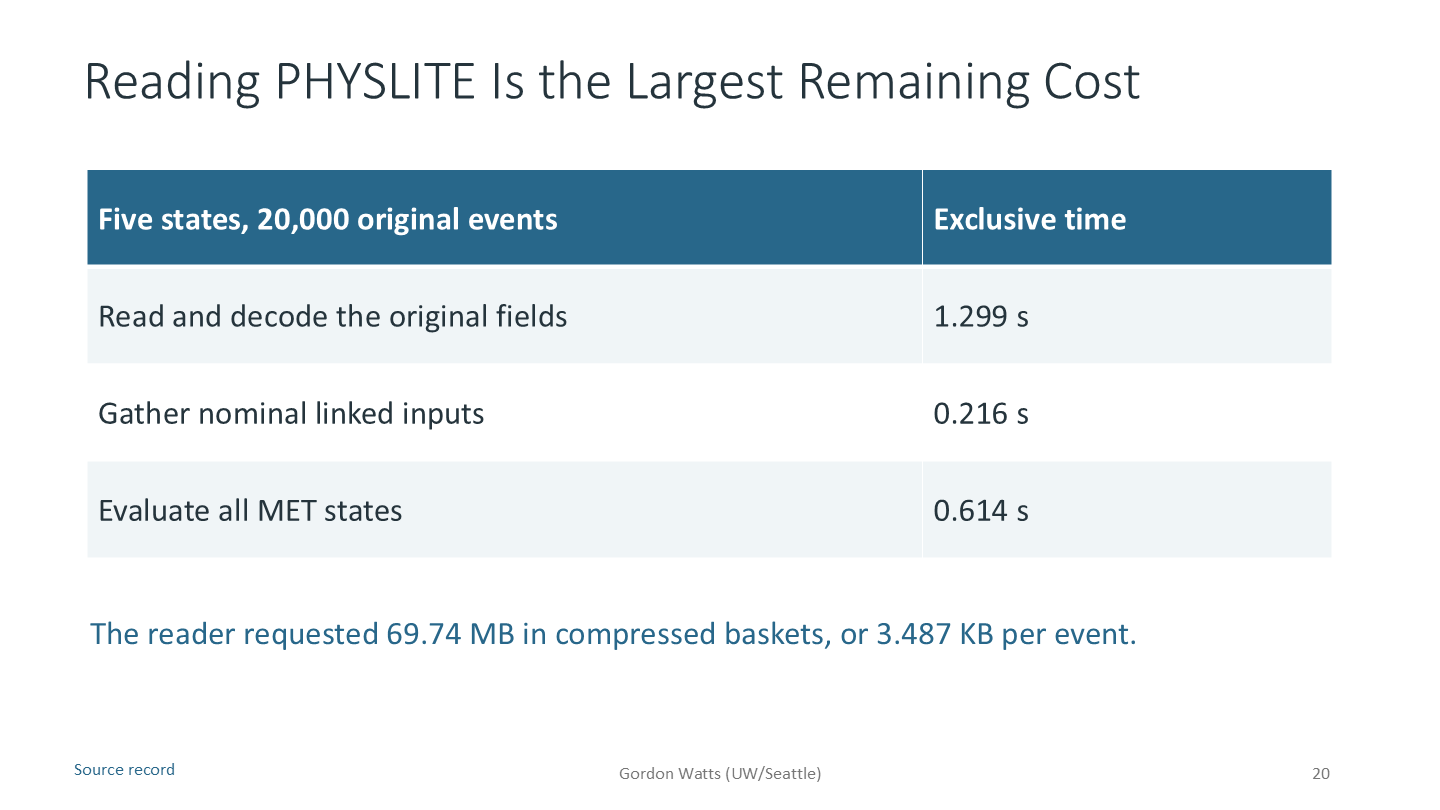 Reading PHYSLITE Is the Largest Remaining Cost
Five states, 20,000 original events Exclusive time
Read and decode the original fields 1.299 s
Gather nominal linked inputs 0.216 s
Evaluate all MET states 0.614 s
The reader requested 69.74 MB in compressed baskets, or 3.487 KB per event.
Source record Gordon Watts (UW/Seattle) 20